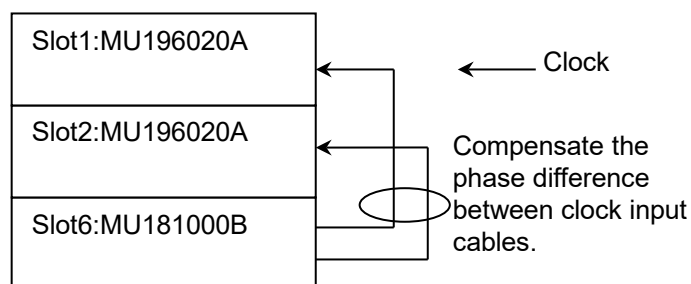 Slot1:MU196020A
Clock
Slot2:MU196020A
Compensate the
phase difference
between clock input
cables.
Slot6:MU181000B